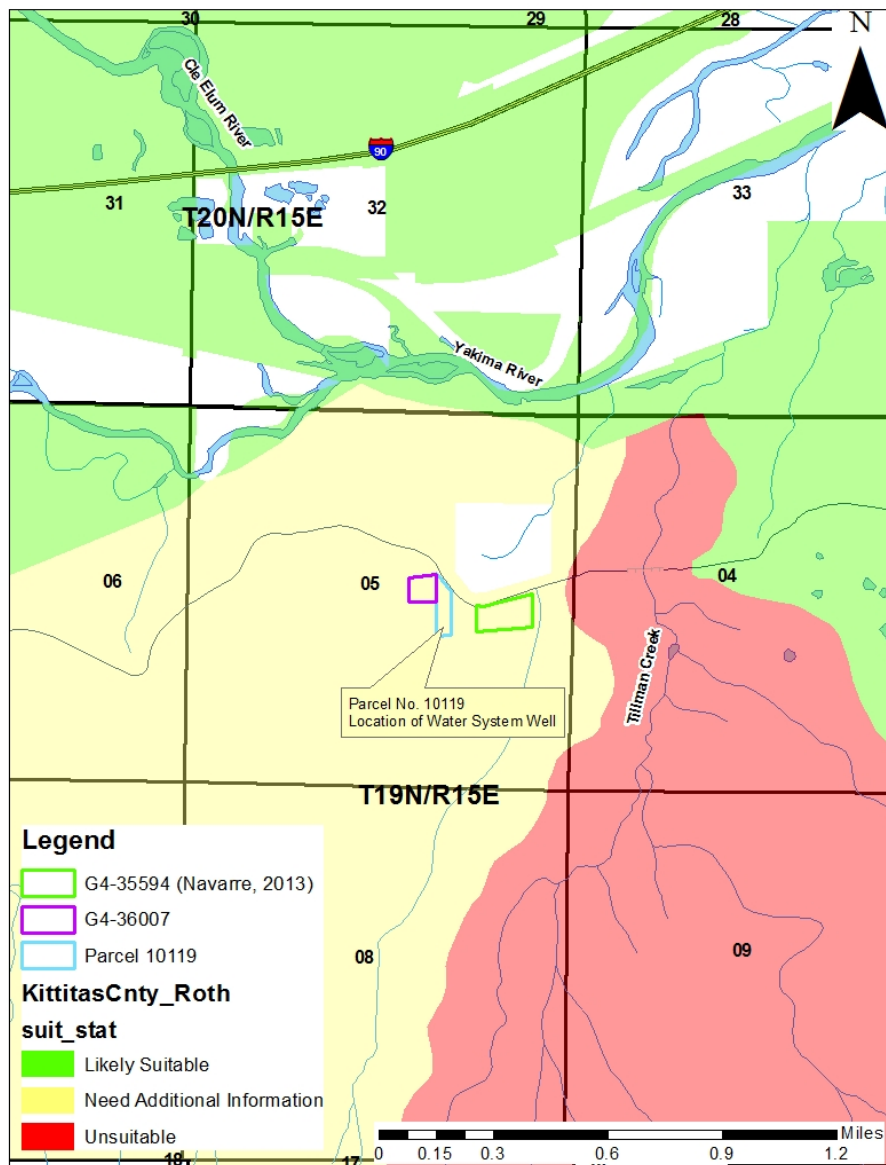 30
29
28
N
Cle Elum River
90
31
T20N/R15E
32
33
Yakima River
06
05
04
Tillman Creek
Parcel No. 10119
Location of Water System Well
T19N/R15E
08
09
Legend
G4-35594 (Navarre, 2013)
G4-36007
Parcel 10119
KittitasCnty_Roth
suit_stat
Likely Suitable
Need Additional Information
Unsuitable
Miles
0 0.15 0.3 0.6 0.9 1.2
18
17